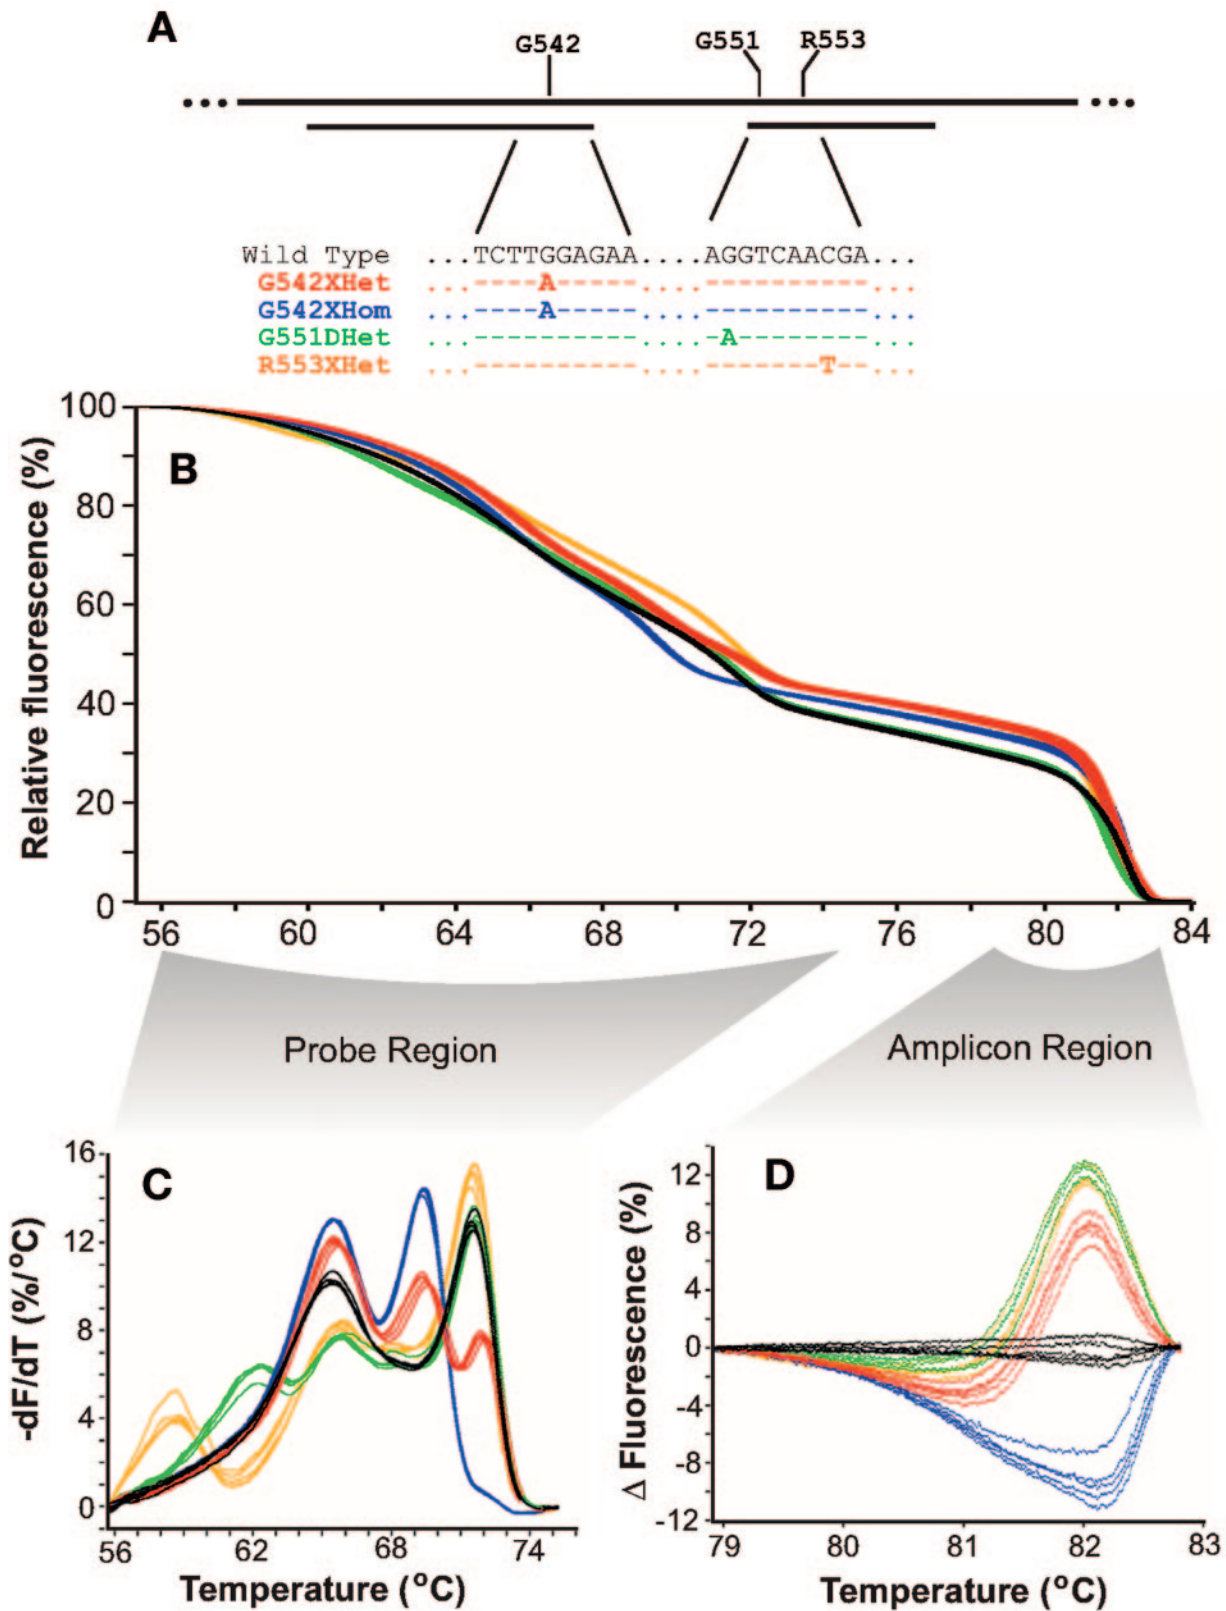 A
G542
G551
R553
Wild Type ...TCTTGGAGAA....AGGTCAACGA...
G542XHet ...----A-----....----------...
G542XHom ...----A-----....----------...
G551DHet ...----------....-A--------...
R553XHet ...----------....-------T--...
B
Relative fluorescence (%)
100
80
60
40
20
0
56 60 64 68 72 76 80 84
Probe Region
Amplicon Region
C
-dF/dT (%/°C)
16
12
8
4
0
56 62 68 74
Temperature (°C)
D
Δ Fluorescence (%)
12
8
4
0
-4
-8
-12
79 80 81 82 83
Temperature (°C)